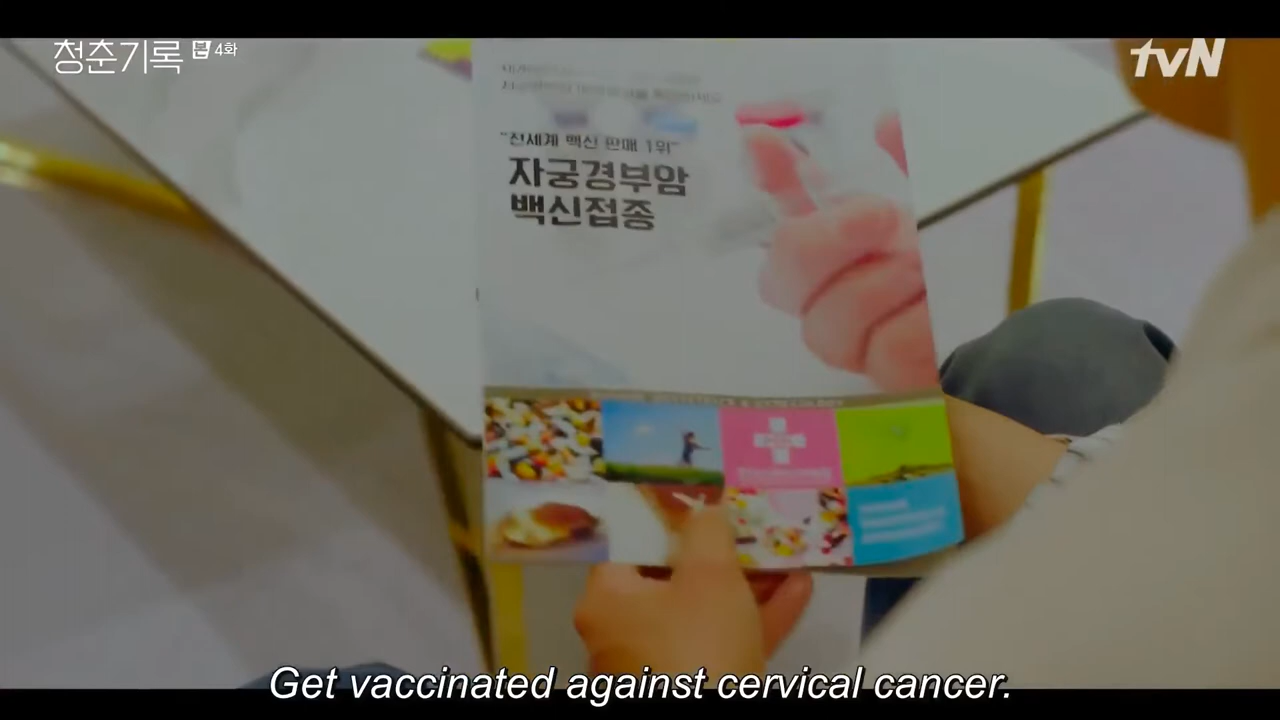 청춘기록 본 4화
tvN
"전세계 백신 판매 1위"
자궁경부암
백신접종
Get vaccinated against cervical cancer.